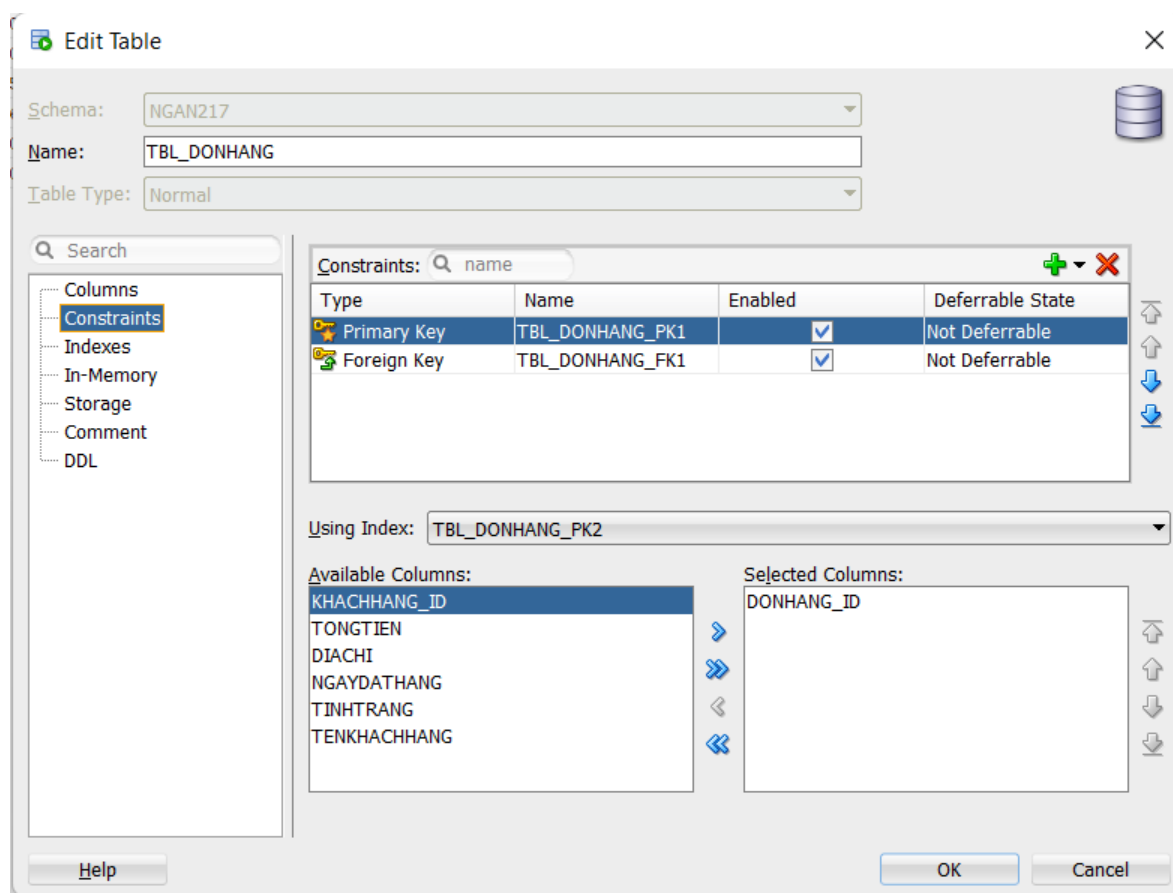 Edit Table
Schema: NGAN217
Name: TBL_DONHANG
Table Type: Normal
Search
Columns
Constraints
Indexes
In-Memory
Storage
Comment
DDL
Constraints: name
Type Name Enabled Deferrable State
Primary Key TBL_DONHANG_PK1 Not Deferrable
Foreign Key TBL_DONHANG_FK1 Not Deferrable
Using Index: TBL_DONHANG_PK2
Available Columns: Selected Columns:
KHACHHANG_ID DONHANG_ID
TONGTIEN
DIACHI
NGAYDATHANG
TINHTRANG
TENKHACHHANG
Help OK Cancel